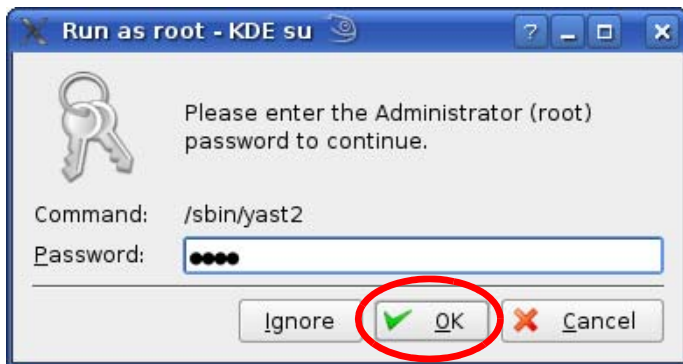 Run as root - KDE su
Please enter the Administrator (root)
password to continue.
Command: /sbin/yast2
Password: ●●●●
Ignore OK Cancel